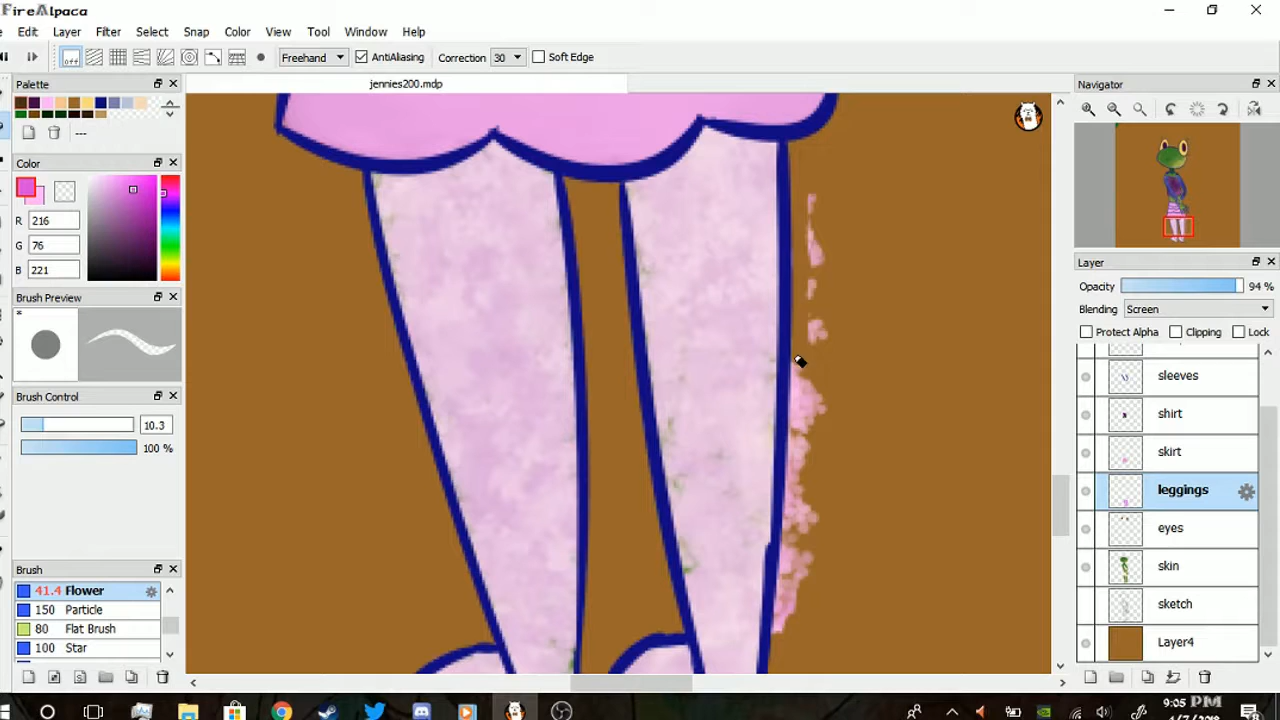 FireAlpaca
Edit Layer Filter Select Snap Color View Tool Window Help
off Freehand AntiAliasing Correction 30 Soft Edge
Palette
jennies200.mdp
Navigator
---
Color
R 216
G 76
B 221
Layer
Opacity 94 %
Blending Screen
Protect Alpha Clipping Lock
Brush Preview
*
sleeves
shirt
Brush Control
10.3
100 %
skirt
leggings
eyes
Brush
41.4 Flower
150 Particle
80 Flat Brush
100 Star
skin
sketch
Layer4
9:05 PM